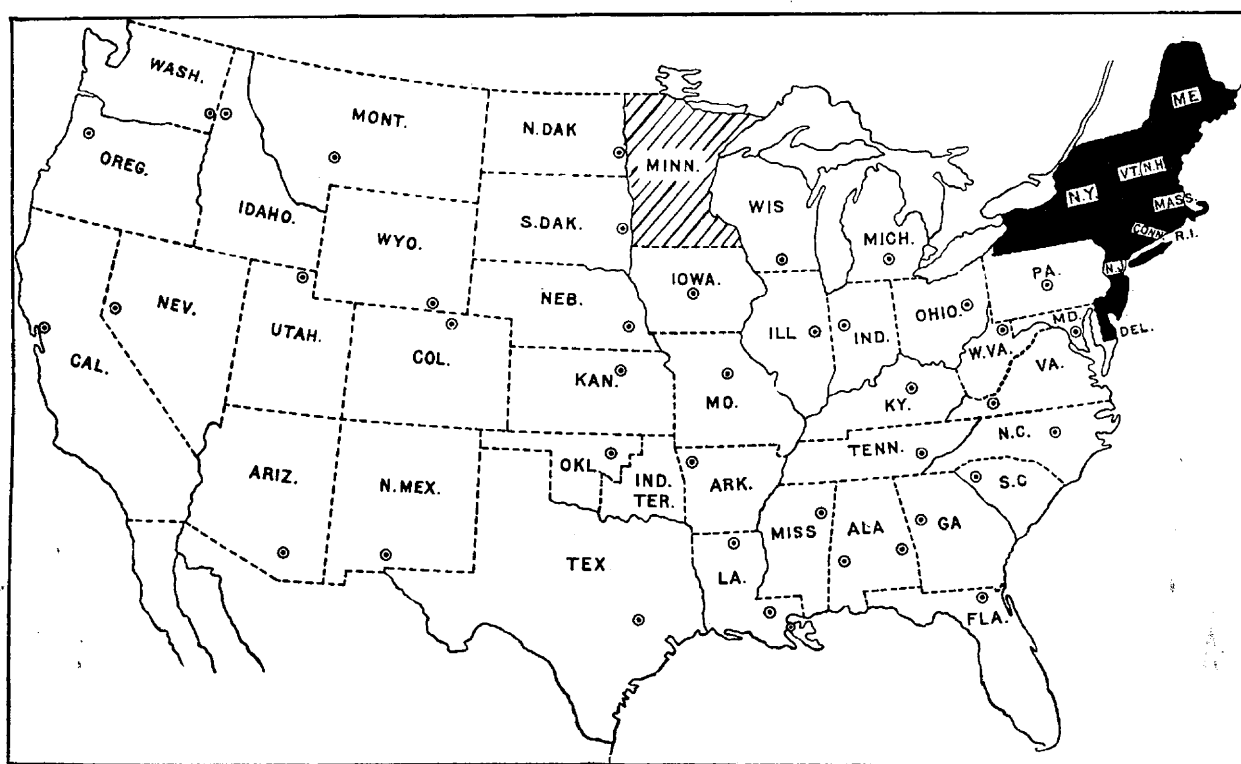 WASH.
MONT.
N.DAK
MINN.
ME
OREG.
IDAHO.
WYO.
S.DAK.
WIS
MICH.
N.Y.
VT.
N.H
MASS.
CONN.
R.I.
NEV.
UTAH.
COL.
NEB.
IOWA.
ILL
IND.
OHIO.
PA.
N.J
MD.
DEL.
CAL.
KAN.
MO.
KY.
W.VA.
VA.
ARIZ.
N.MEX.
OKL
IND.
TER.
ARK.
TENN.
N.C.
S.C
TEX
LA.
MISS
ALA
GA
FLA.